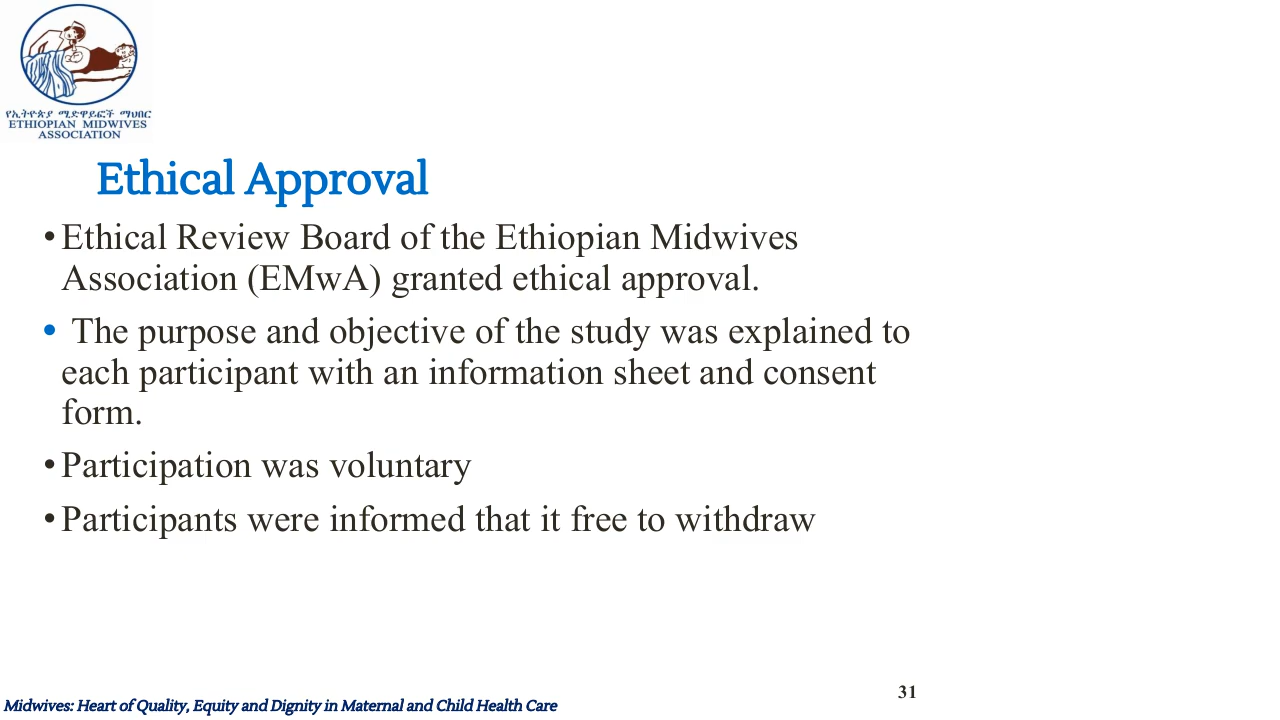 የኢትዮጵያ ሚድዋይፎች ማህበር
ETHIOPIAN MIDWIVES
ASSOCIATION
Ethical Approval
•Ethical Review Board of the Ethiopian Midwives
Association (EMwA) granted ethical approval.
• The purpose and objective of the study was explained to
each participant with an information sheet and consent
form.
•Participation was voluntary
•Participants were informed that it free to withdraw
31
Midwives: Heart of Quality, Equity and Dignity in Maternal and Child Health Care